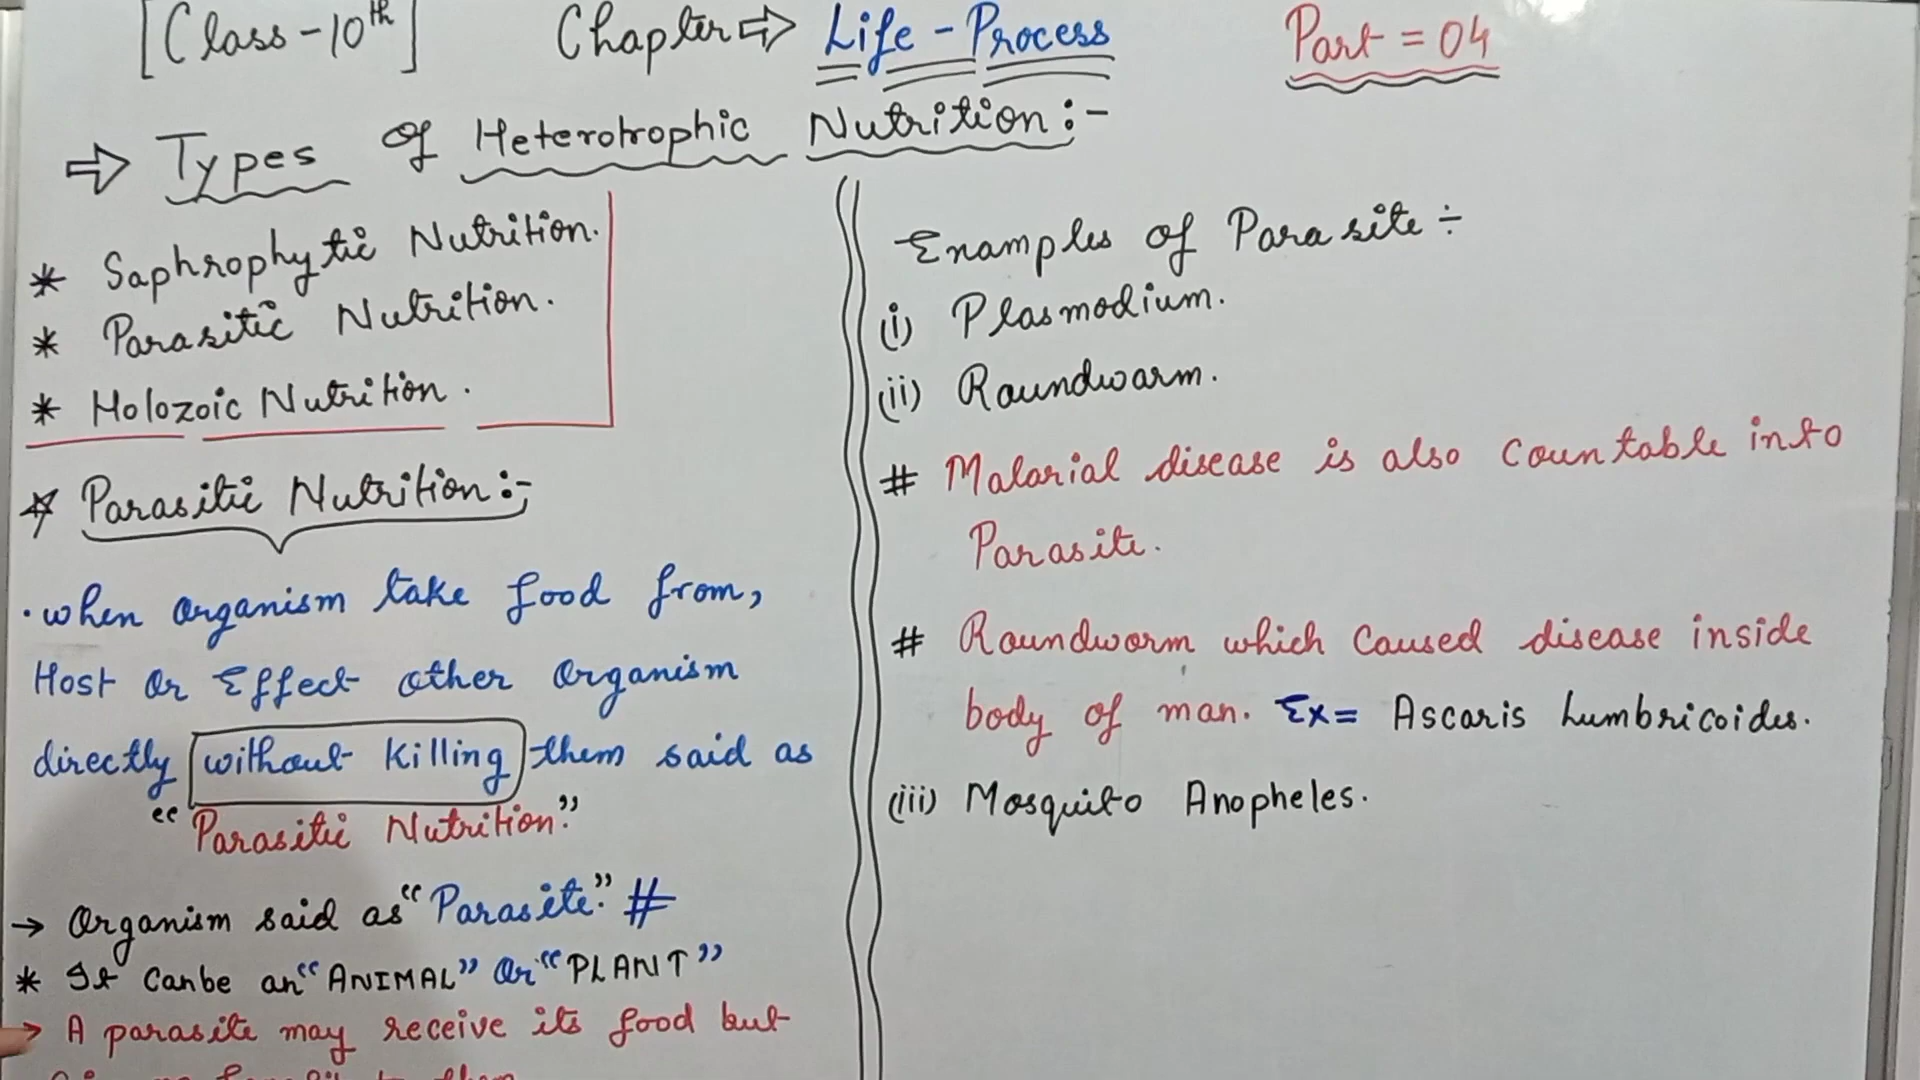 [Class-10th] Chapter⇒ Life-Process Part = 04
⇒ Types of Heterotrophic Nutrition:-
* Saphrophytic Nutrition.
* Parasitic Nutrition.
* Holozoic Nutrition.
☆ Parasitic Nutrition:-
. when organism take food from,
Host or Effect other organism
directly without killing them said as
"Parasitic Nutrition."
→ Organism said as "Parasite." #
* It Canbe an "ANIMAL" Or "PLANT"
→ A parasite may receive its food but
Examples of Parasite ÷
(i) Plasmodium.
(ii) Roundwarm.
# Malarial disease is also Countable into
Parasite.
# Roundworm which Caused disease inside
body of man. Ex= Ascaris Lumbricoides.
(iii) Mosquito Anopheles.